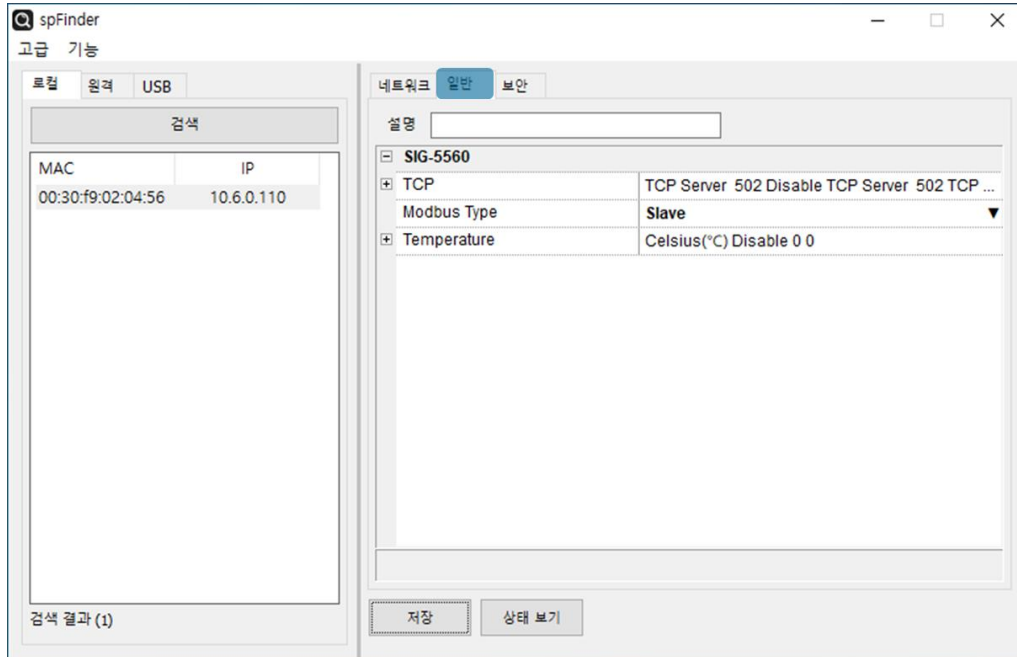 spFinder
고급 기능
로컬 원격 USB
검색
MAC IP
00:30:f9:02:04:56 10.6.0.110
검색 결과 (1)
네트워크 일반 보안
설명
SIG-5560
TCP TCP Server 502 Disable TCP Server 502 TCP ...
Modbus Type Slave
Temperature Celsius(℃) Disable 0 0
저장 상태 보기